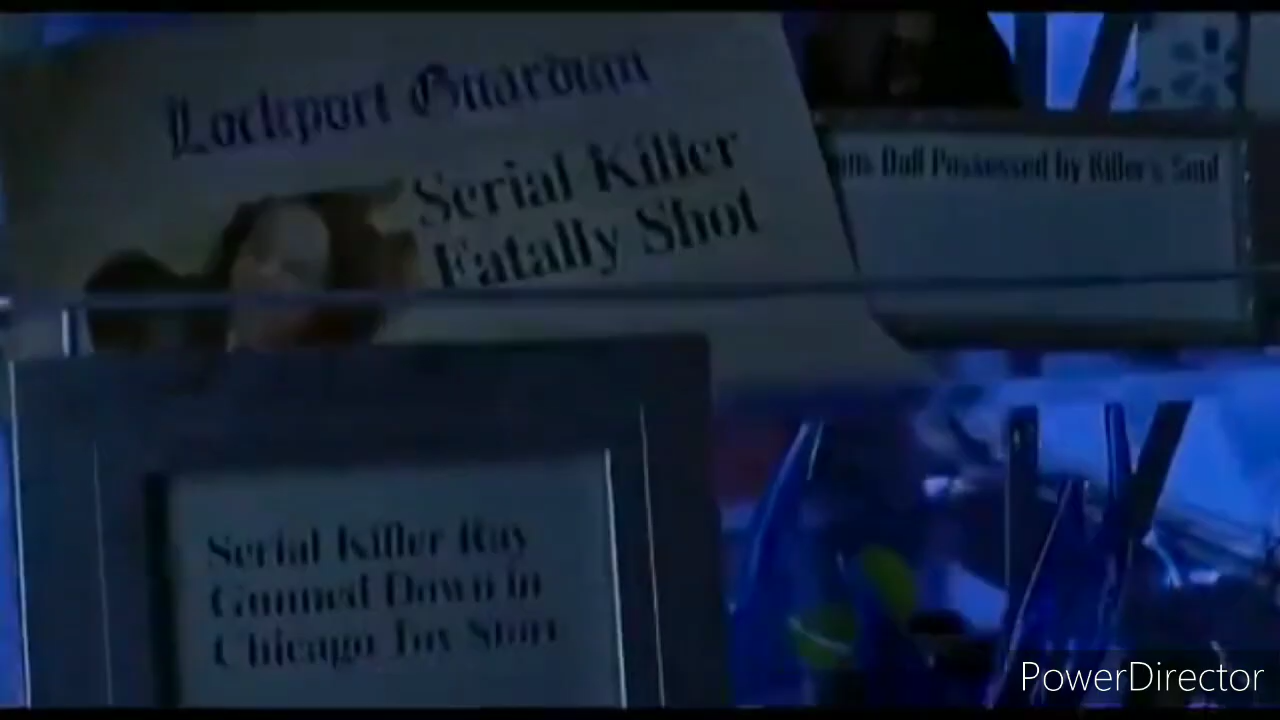 Lockport Guardian
Serial Killer
Fatally Shot
Doll Possessed by Killer's Soul
Serial Killer Ray
Gunned Down in
Chicago Toy Store
PowerDirector